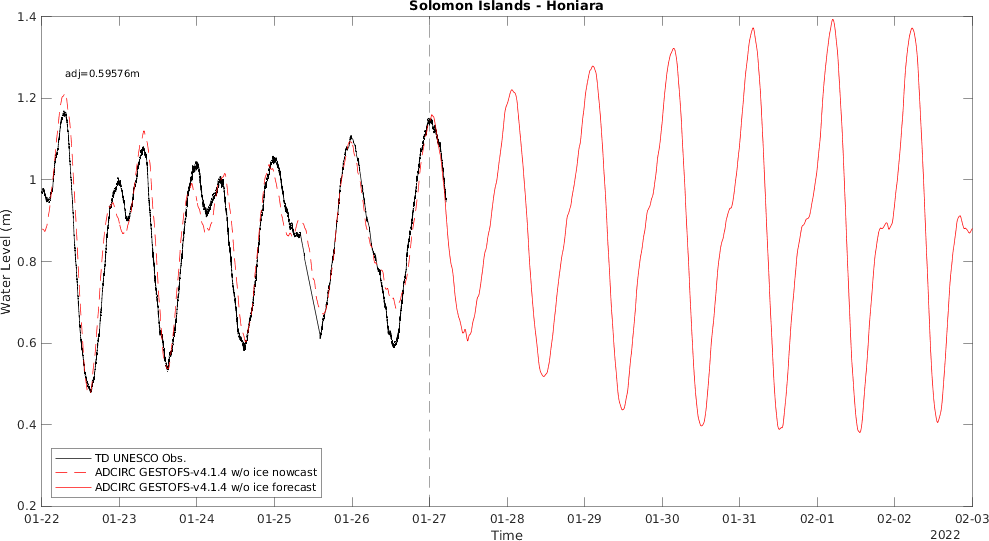 Solomon Islands - Honiara
1.4
1.2
1
0.8
0.6
0.4
0.2
Water Level (m)
adj=0.59576m
TD UNESCO Obs.
ADCIRC GESTOFS-v4.1.4 w/o ice nowcast
ADCIRC GESTOFS-v4.1.4 w/o ice forecast
01-22 01-23 01-24 01-25 01-26 01-27 01-28 01-29 01-30 01-31 02-01 02-02 02-03
Time
2022